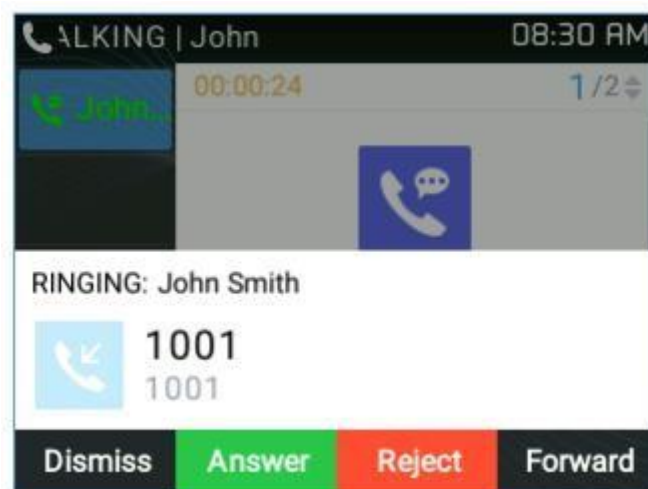 ALKING | John 08:30 AM
John...
00:00:24 1/2
RINGING: John Smith
1001
1001
Dismiss Answer Reject Forward